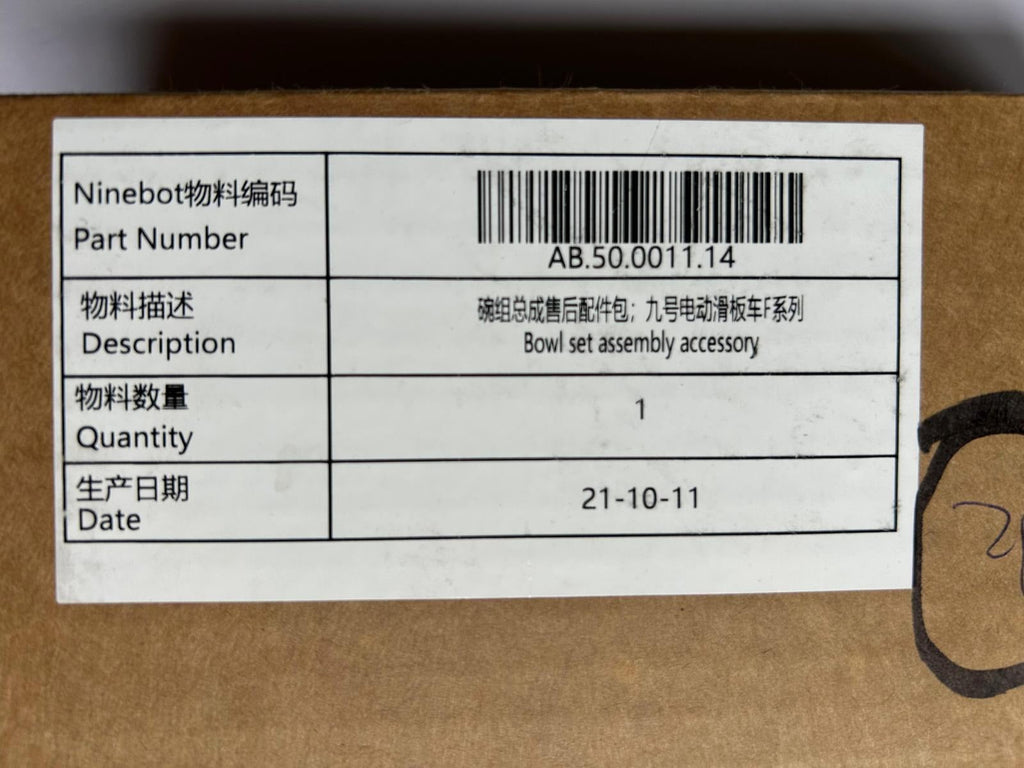 Ninebot物料编码
Part Number
AB.50.0011.14
物料描述
Description
碗组总成售后配件包；九号电动滑板车F系列
Bowl set assembly accessory
物料数量
Quantity
1
生产日期
Date
21-10-11